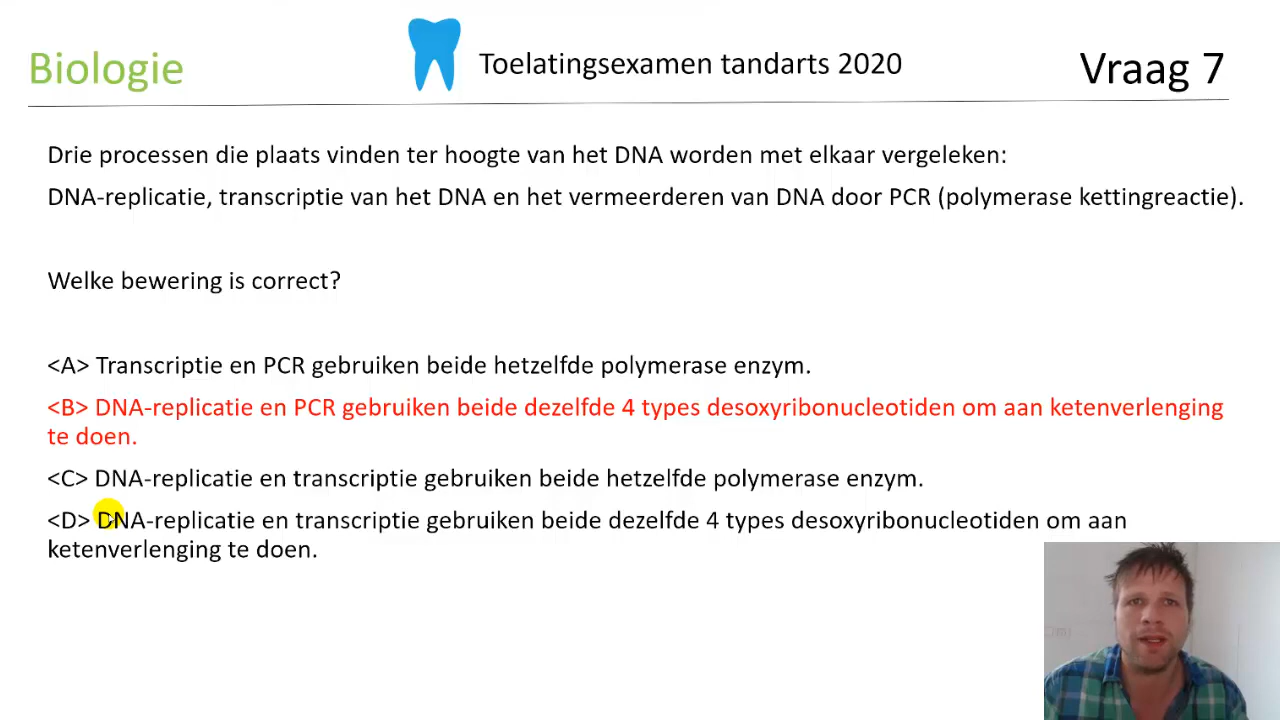 Biologie
Toelatingsexamen tandarts 2020
Vraag 7
Drie processen die plaats vinden ter hoogte van het DNA worden met elkaar vergeleken:
DNA-replicatie, transcriptie van het DNA en het vermeerderen van DNA door PCR (polymerase kettingreactie).
Welke bewering is correct?
<A> Transcriptie en PCR gebruiken beide hetzelfde polymerase enzym.
<B> DNA-replicatie en PCR gebruiken beide dezelfde 4 types desoxyribonucleotiden om aan ketenverlenging
te doen.
<C> DNA-replicatie en transcriptie gebruiken beide hetzelfde polymerase enzym.
<D> DNA-replicatie en transcriptie gebruiken beide dezelfde 4 types desoxyribonucleotiden om aan
ketenverlenging te doen.